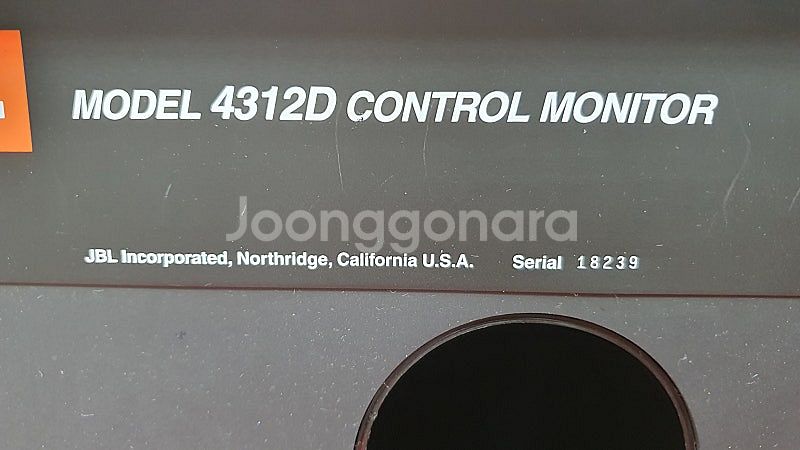 MODEL 4312D CONTROL MONITOR
Joonggonara
JBL Incorporated, Northridge, California U.S.A. Serial 18239